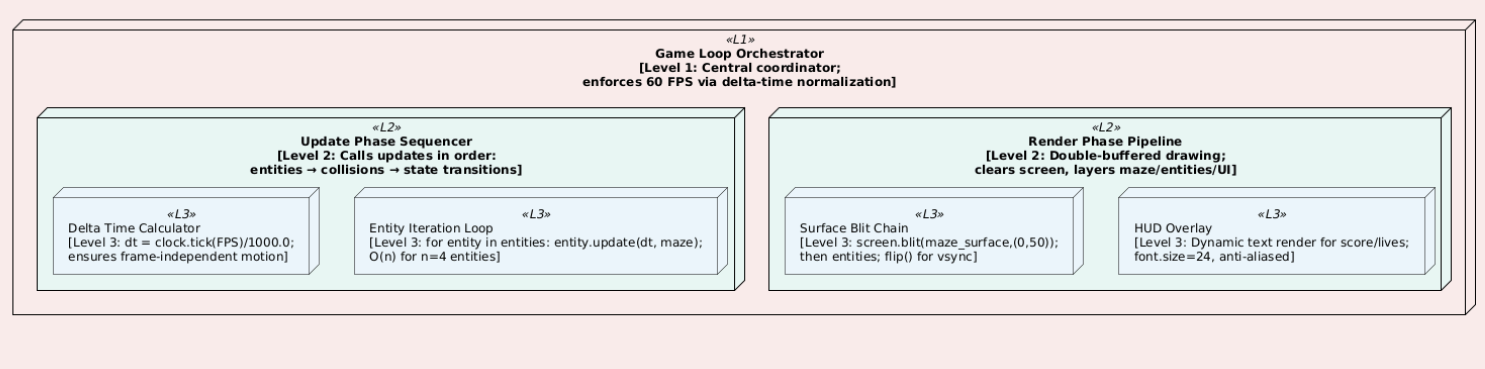 «L1»
Game Loop Orchestrator
[Level 1: Central coordinator;
enforces 60 FPS via delta-time normalization]
«L2»
Update Phase Sequencer
[Level 2: Calls updates in order:
entities → collisions → state transitions]
«L3»
Delta Time Calculator
[Level 3: dt = clock.tick(FPS)/1000.0;
ensures frame-independent motion]
«L3»
Entity Iteration Loop
[Level 3: for entity in entities: entity.update(dt, maze);
O(n) for n=4 entities]
«L2»
Render Phase Pipeline
[Level 2: Double-buffered drawing;
clears screen, layers maze/entities/UI]
«L3»
Surface Blit Chain
[Level 3: screen.blit(maze_surface,(0,50));
then entities; flip() for vsync]
«L3»
HUD Overlay
[Level 3: Dynamic text render for score/lives;
font.size=24, anti-aliased]